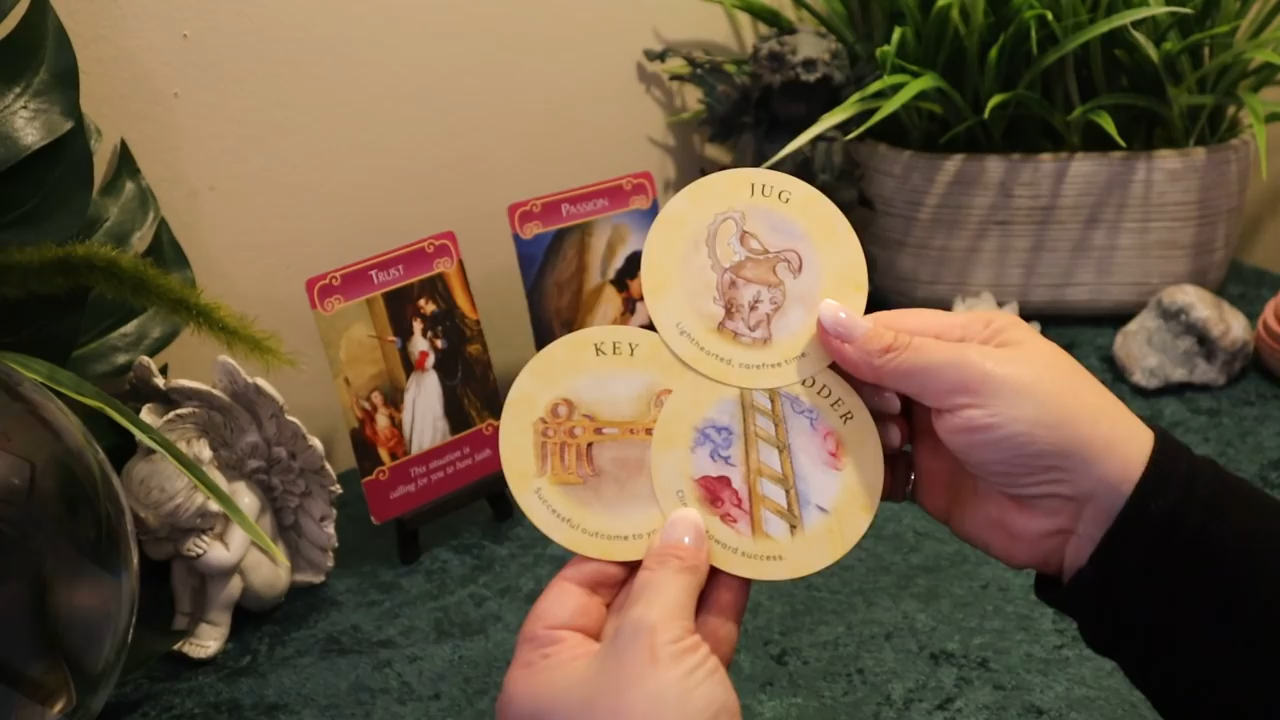 TRUST
This situation is
calling for you to have faith
PASSION
JUG
Lighthearted, carefree time.
KEY
Successful outcome to
DDER
toward success.